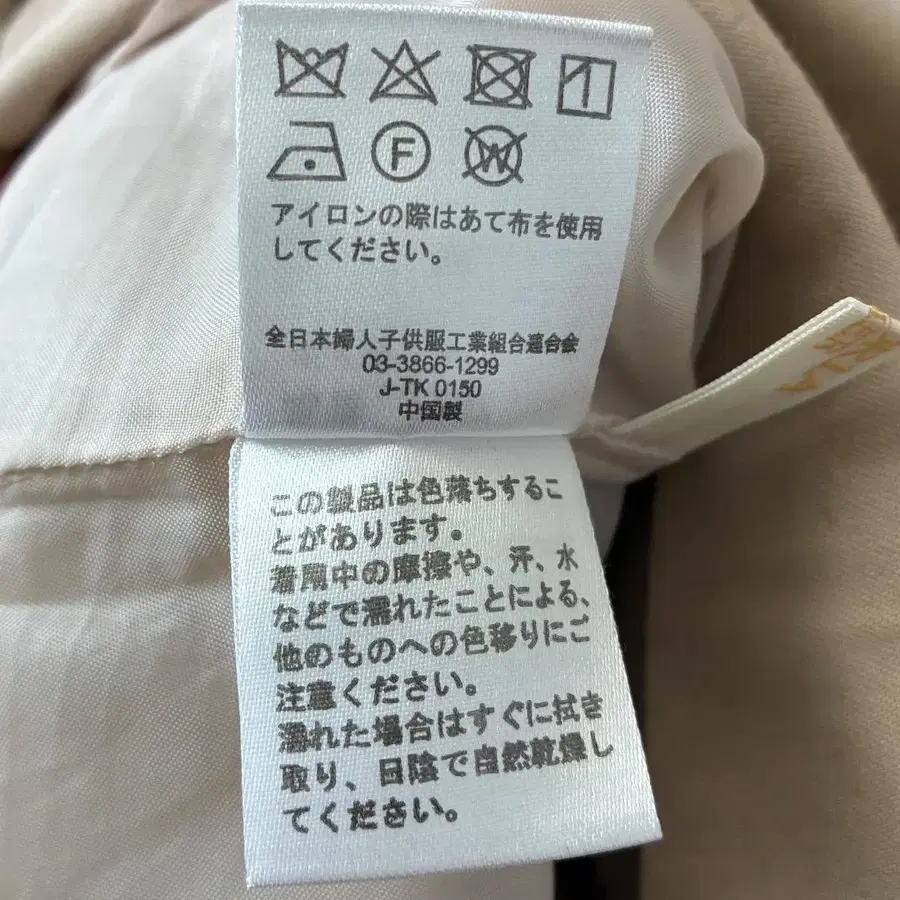 F
W
アイロンの際はあて布を使用
してください。
全日本婦人子供服工業組合連合会
03-3866-1299
J-TK 0150
中国製
この製品は色落ちするこ
とがあります。
着用中の摩擦や、汗、水
などで濡れたことによる、
他のものへの色移りにご
注意ください。
濡れた場合はすぐに拭き
取り、日陰で自然乾燥し
てください。